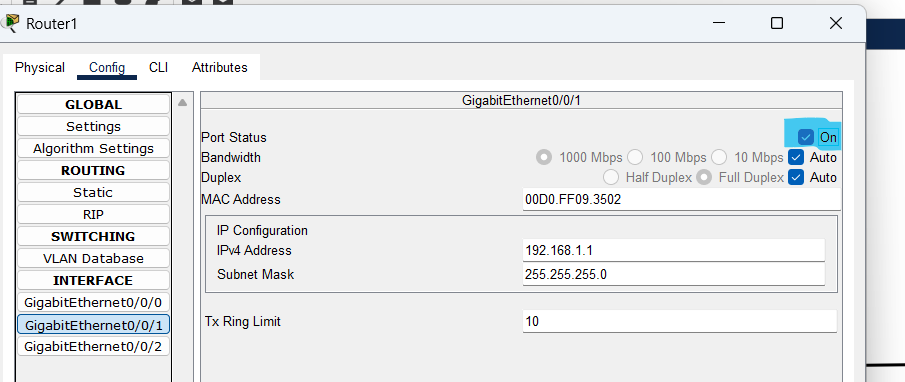 Router1
Physical Config CLI Attributes
GLOBAL
Settings
Algorithm Settings
ROUTING
Static
RIP
SWITCHING
VLAN Database
INTERFACE
GigabitEthernet0/0/0
GigabitEthernet0/0/1
GigabitEthernet0/0/2
GigabitEthernet0/0/1
Port Status On
Bandwidth 1000 Mbps 100 Mbps 10 Mbps Auto
Duplex Half Duplex Full Duplex Auto
MAC Address 00D0.FF09.3502
IP Configuration
IPv4 Address 192.168.1.1
Subnet Mask 255.255.255.0
Tx Ring Limit 10